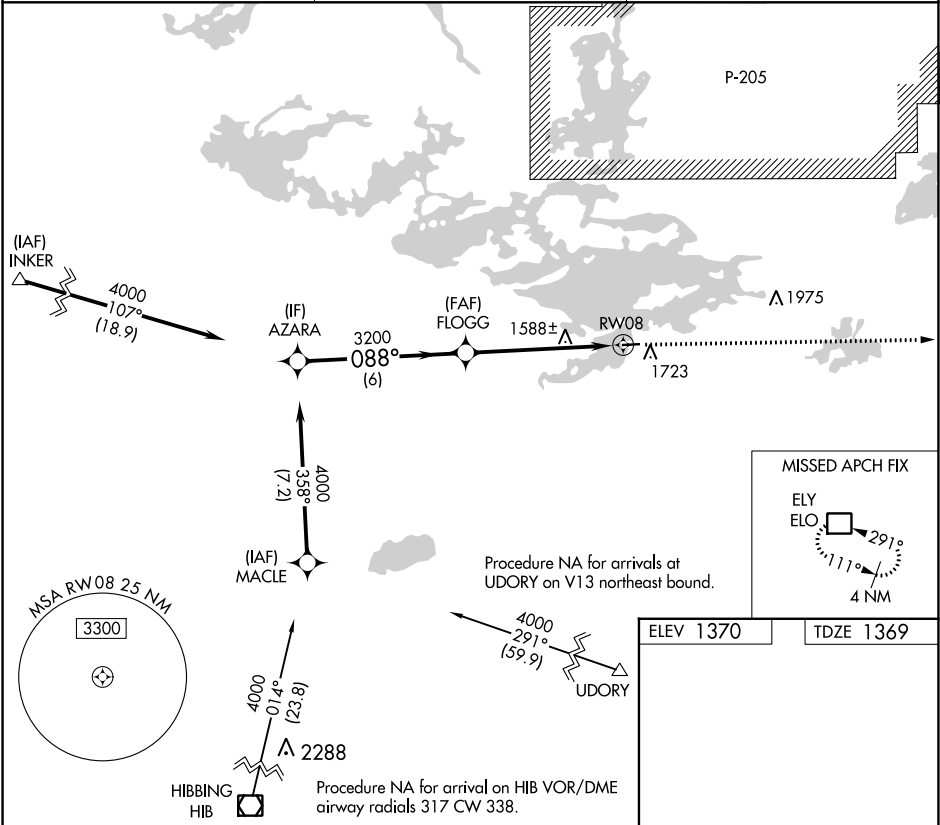 P-205
(IAF)
INKER
4000
107°
(18.9)
(IF)
AZARA
3200
088°
(6)
(FAF)
FLOGG
1588±
RW08
1975
1723
4000
358°
(7.2)
(IAF)
MACLE
MISSED APCH FIX
ELY
ELO
291°
111°
4 NM
Procedure NA for arrivals at
UDORY on V13 northeast bound.
4000
291°
(59.9)
UDORY
MSA RW08 25 NM
3300
4000
014°
(23.8)
2288
HIBBING
HIB
Procedure NA for arrival on HIB VOR/DME
airway radials 317 CW 338.
ELEV 1370
TDZE 1369